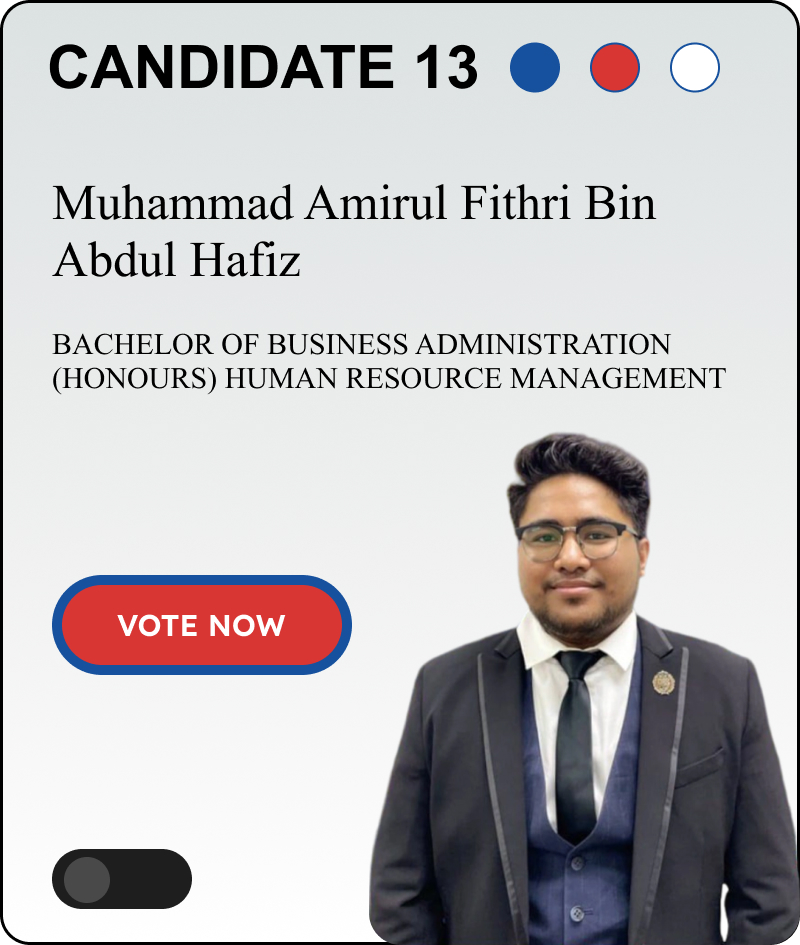 CANDIDATE 13
Muhammad Amirul Fithri Bin
Abdul Hafiz
BACHELOR OF BUSINESS ADMINISTRATION
(HONOURS) HUMAN RESOURCE MANAGEMENT
VOTE NOW